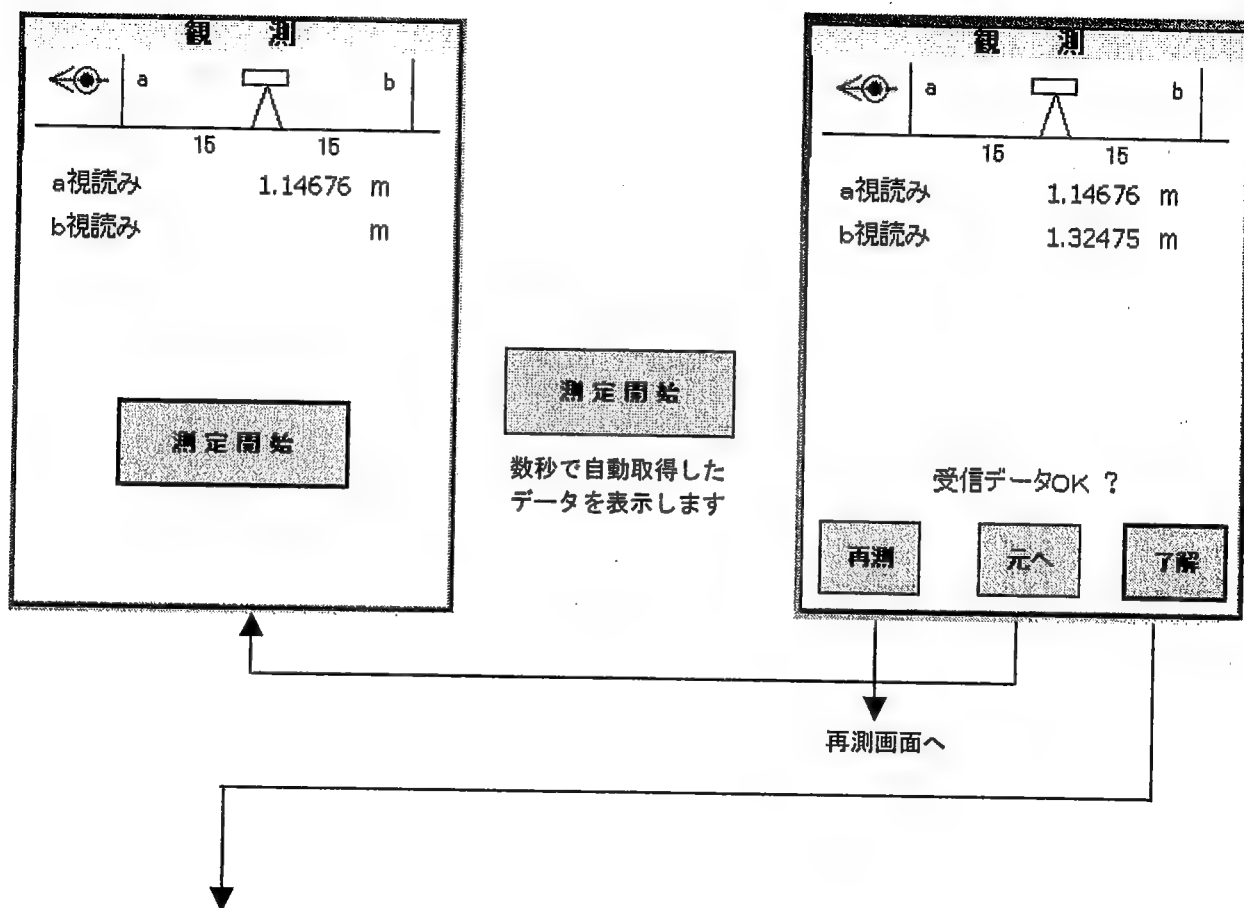 観 測
a
b
15 15
a視読み 1.14676 m
b視読み m
測定開始
測定開始
数秒で自動取得した
データを表示します
観 測
a
b
15 15
a視読み 1.14676 m
b視読み 1.32475 m
受信データOK ?
再測 元へ 了解
再測画面へ